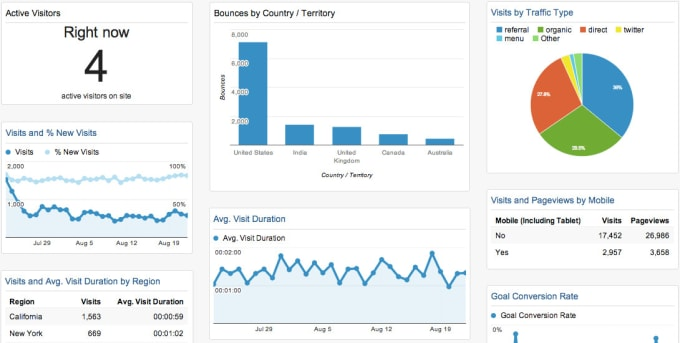 Active Visitors
Right now
4
active visitors on site
Visits and % New Visits
Visits % New Visits
2,000 100%
1,000 50%
Jul 29 Aug 5 Aug 12 Aug 19
Visits and Avg. Visit Duration by Region
Region Visits Avg. Visit Duration
California 1,563 00:00:59
New York 669 00:01:02
Bounces by Country / Territory
8,000
6,000
4,000
2,000
Bounces
United States India United Kingdom Canada Australia
Country / Territory
Avg. Visit Duration
Avg. Visit Duration
00:02:00
00:01:00
Jul 29 Aug 5 Aug 12 Aug 19
Visits by Traffic Type
referral organic direct twitter
menu Other
Visits and Pageviews by Mobile
Mobile (Including Tablet) Visits Pageviews
No 17,452 26,986
Yes 2,957 3,658
Goal Conversion Rate
Goal Conversion Rate
0%